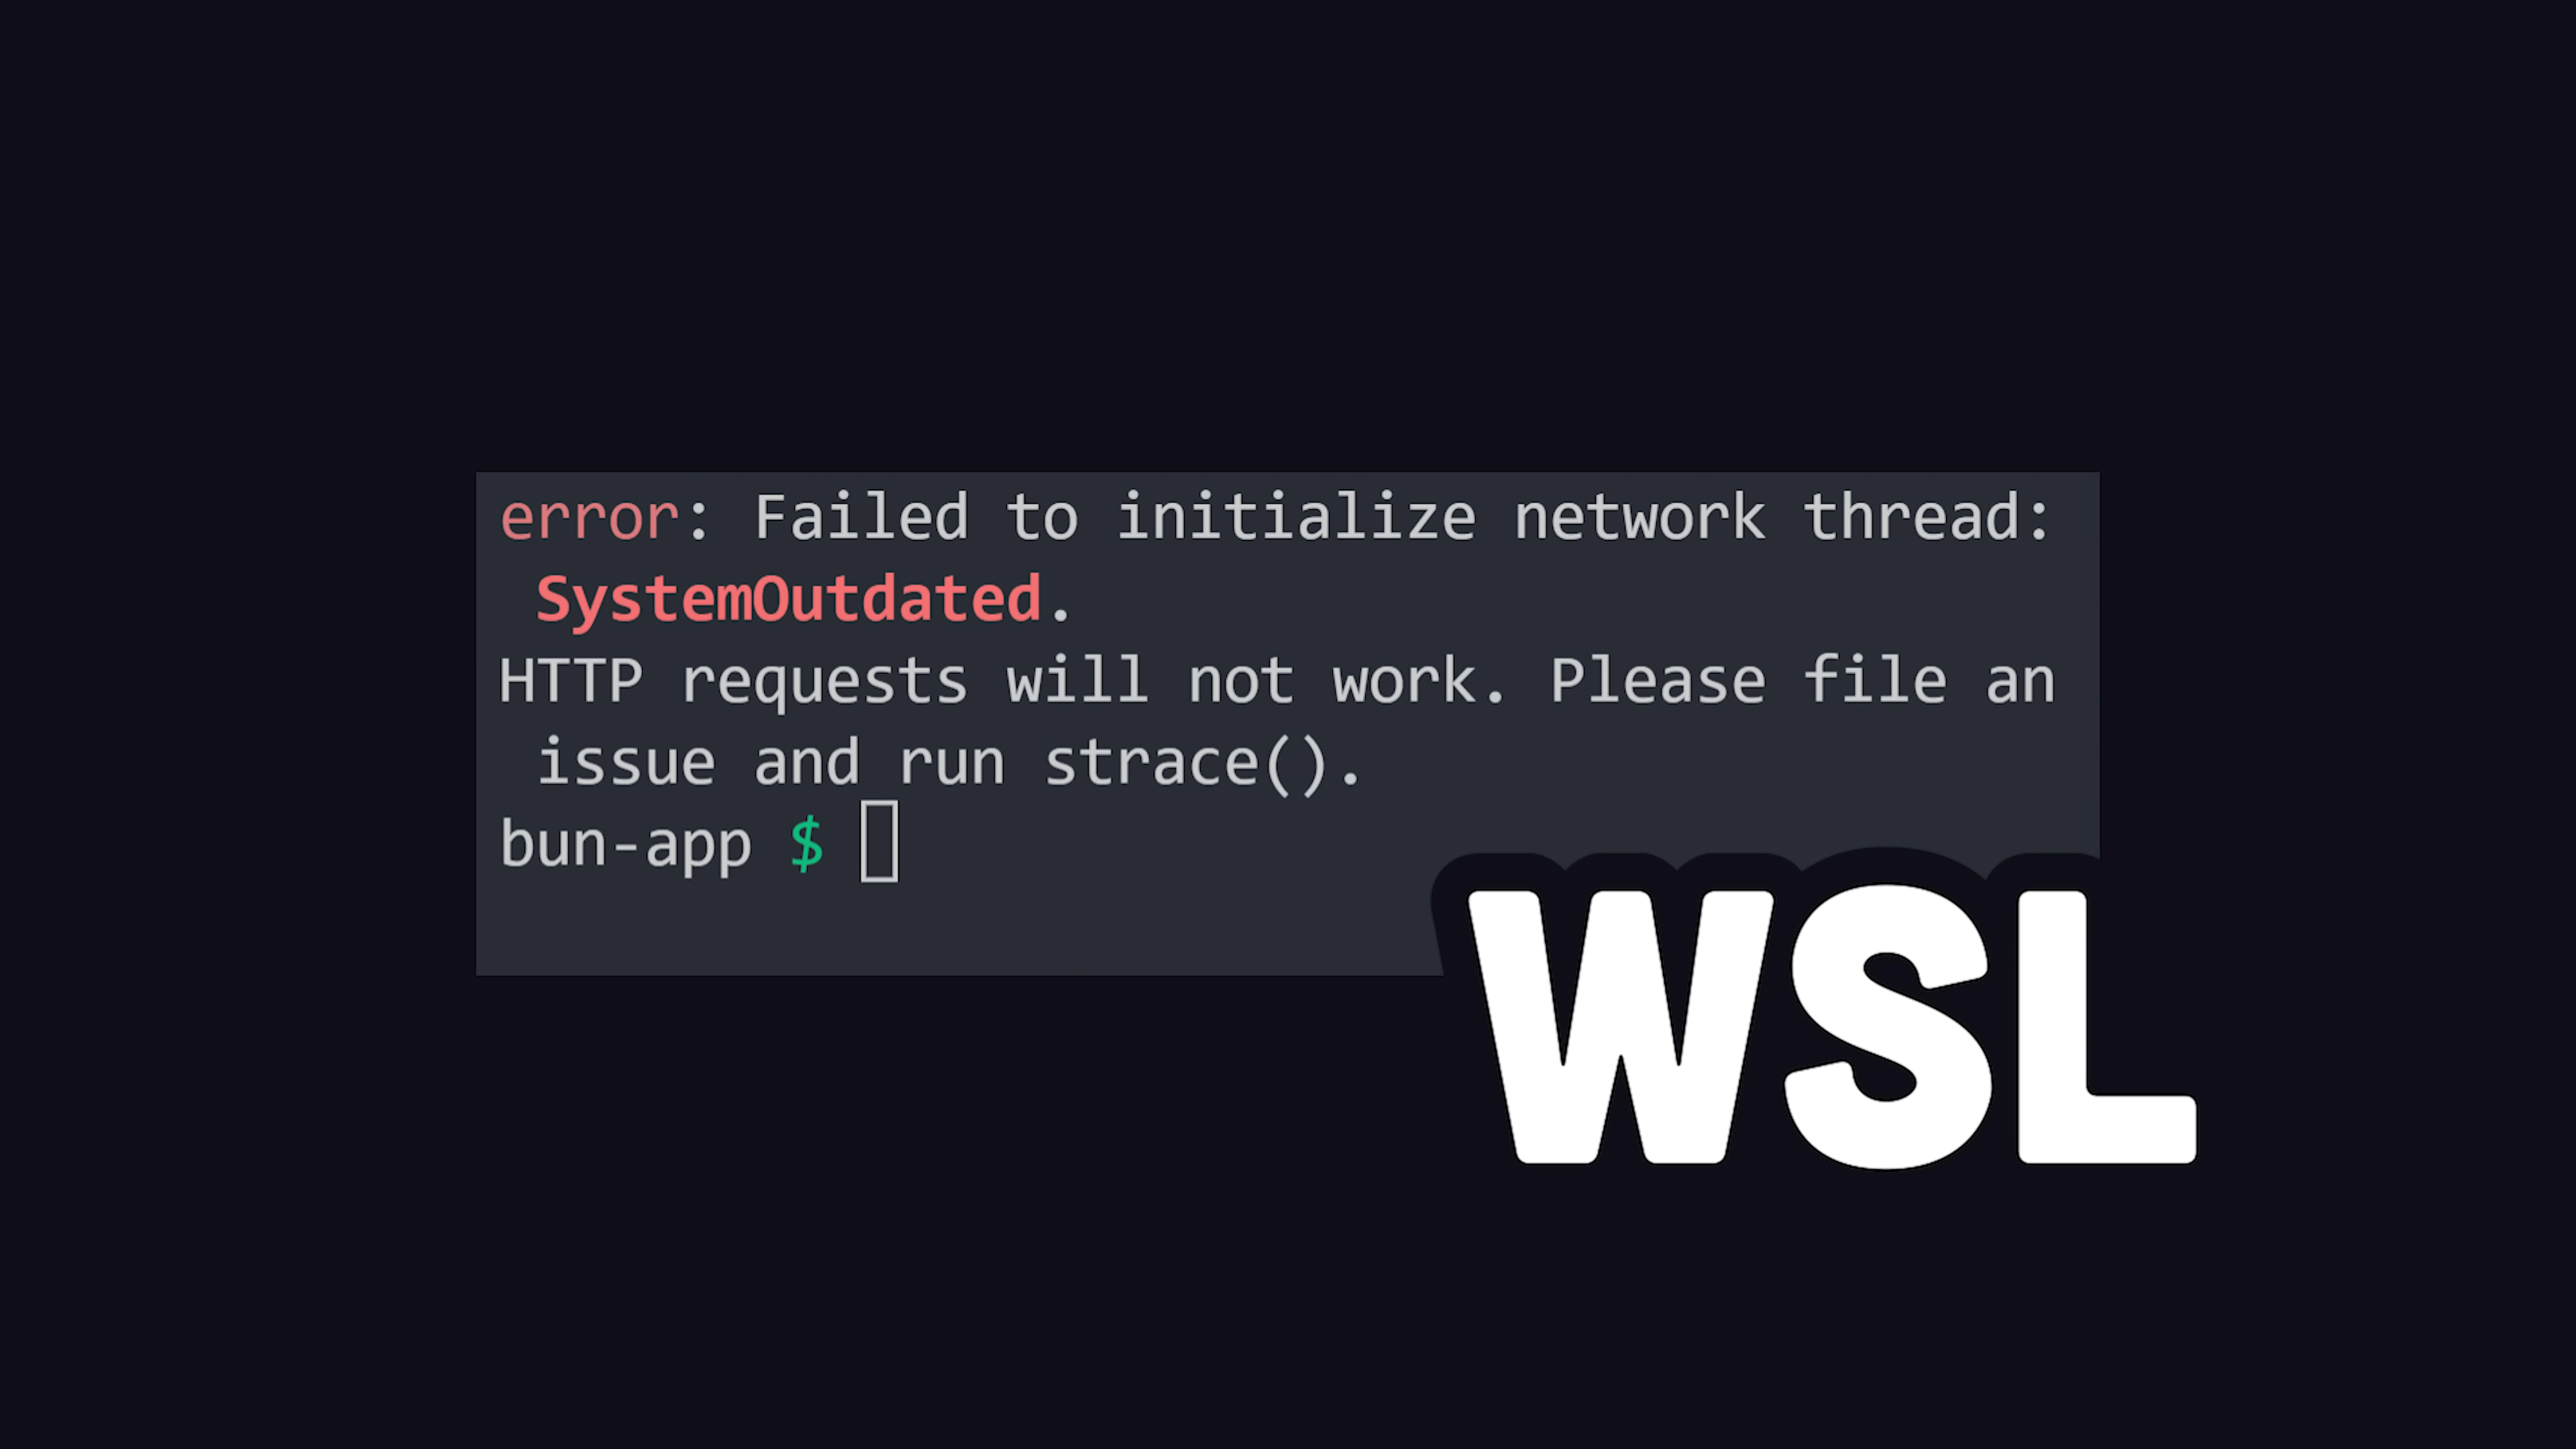 error: Failed to initialize network thread:
SystemOutdated.
HTTP requests will not work. Please file an
issue and run strace().
bun-app $
WSL